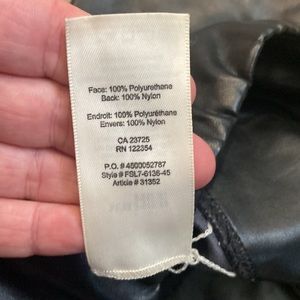 Face: 100% Polyurethane
Back: 100% Nylon
Endroit: 100% Polyuréthane
Envers: 100% Nylon
CA 23725
RN 122354
P.O. # 4500052787
Style # FSL7-6136-45
Article # 31352